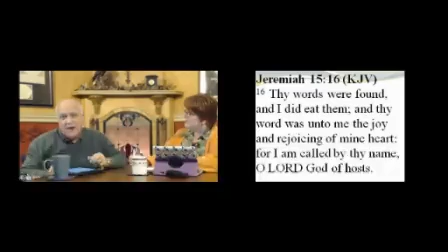 Jeremiah 15:16 (KJV)
16 Thy words were found,
and I did eat them; and thy
word was unto me the joy
and rejoicing of mine heart:
for I am called by thy name,
O LORD God of hosts.